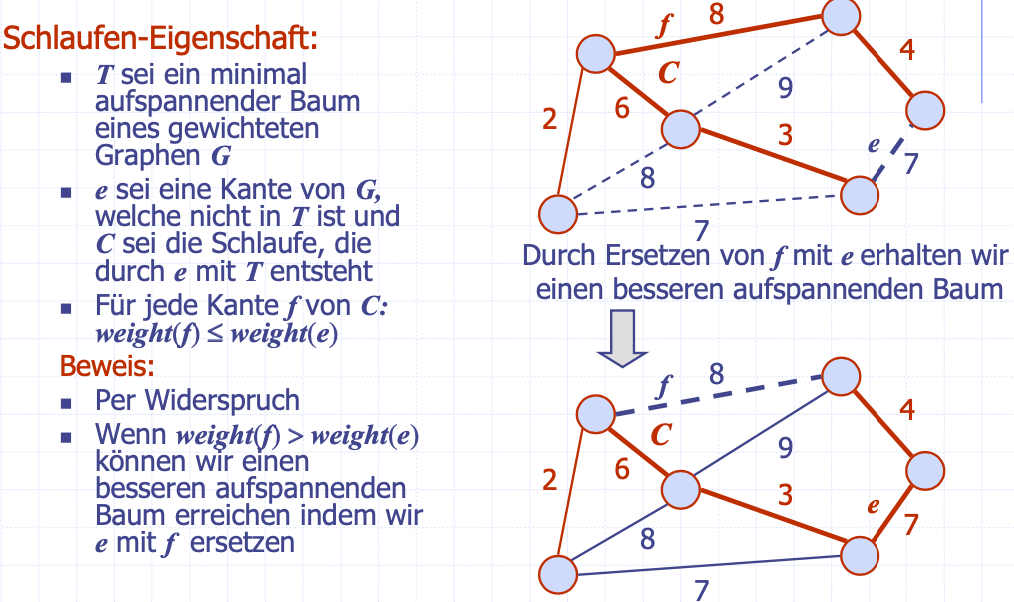 Schlaufen-Eigenschaft:
T sei ein minimal
aufspannender Baum
eines gewichteten
Graphen G
e sei eine Kante von G,
welche nicht in T ist und
C sei die Schlaufe, die
durch e mit T entsteht
Für jede Kante f von C:
weight(f) ≤ weight(e)
Beweis:
Per Widerspruch
Wenn weight(f) > weight(e)
können wir einen
besseren aufspannenden
Baum erreichen indem wir
e mit f ersetzen
f 8
C
4
9
2
6
3
e
7
8
7
Durch Ersetzen von f mit e erhalten wir
einen besseren aufspannenden Baum
f 8
C
4
9
2
6
3
e
7
8
7